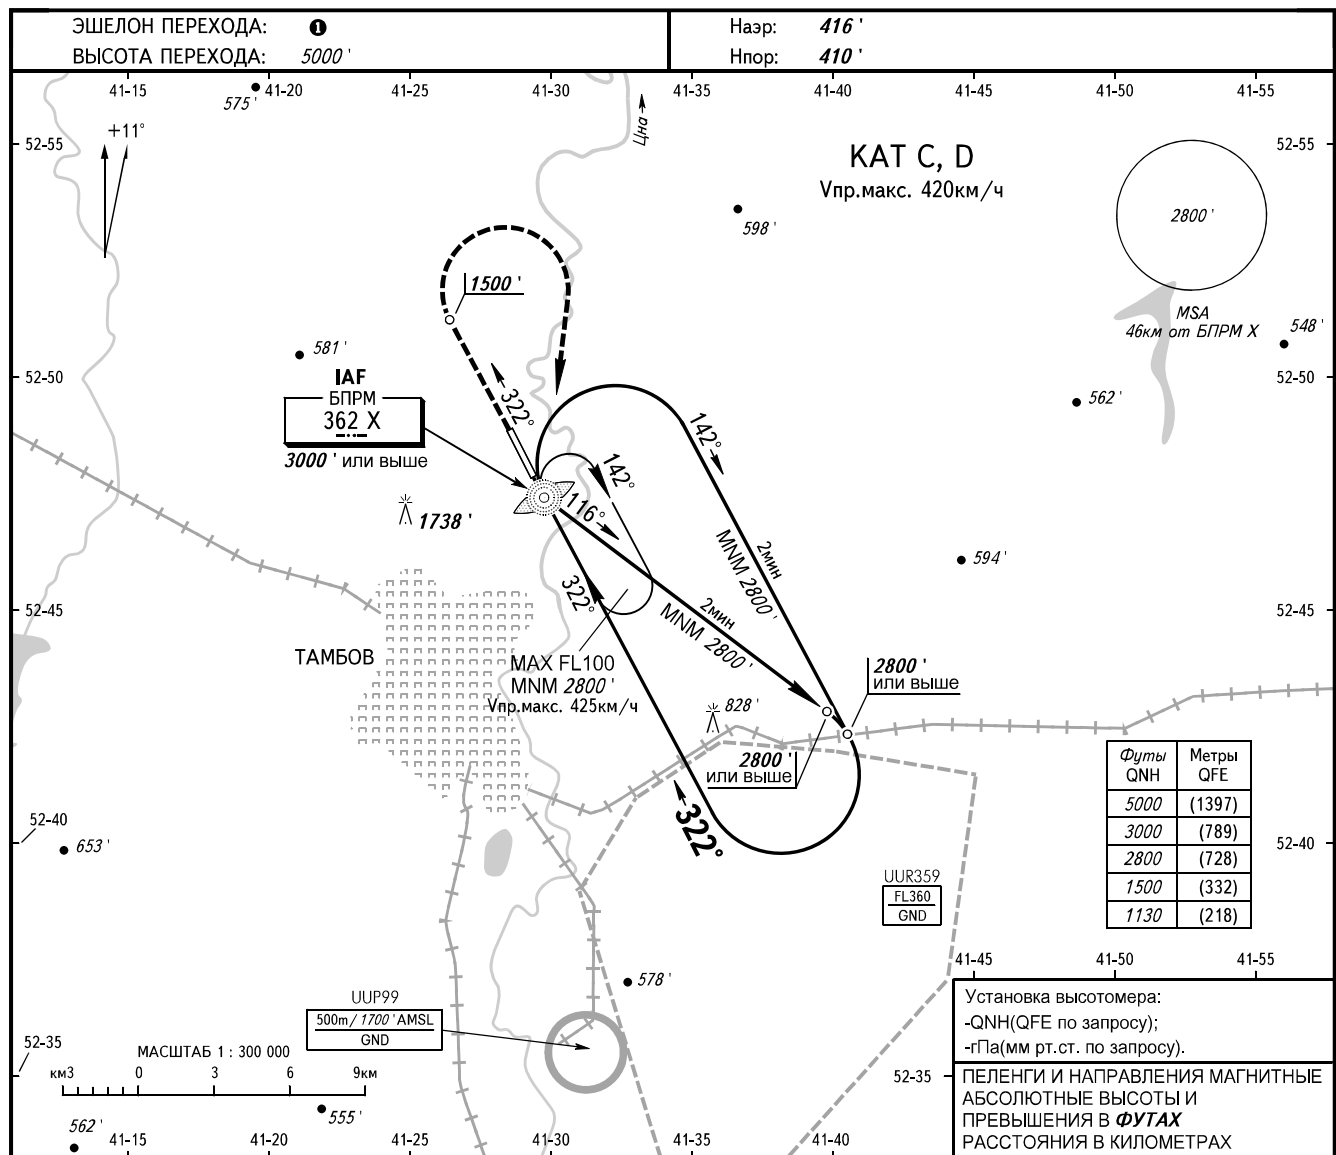 ЭШЕЛОН ПЕРЕХОДА: ❶
ВЫСОТА ПЕРЕХОДА: 5000 '
Наэр: 416 '
Нпор: 410 '
41-15 41-20 41-25 41-30 41-35 41-40 41-45 41-50 41-55
575 '
+11°
Цна
52-55
52-55
КАТ C, D
Vпр.макс. 420км/ч
598 '
2800 '
MSA
46км от БПРМ X
548 '
1500 '
581 '
52-50
52-50
IAF
БПРМ
362 X
3000 ' или выше
322°
142°
562 '
142°
116°
1738 '
2мин
MNM 2800'
594 '
52-45
52-45
322°
2мин
MNM 2800'
ТАМБОВ
MAX FL100
MNM 2800'
Vпр.макс. 425км/ч
2800 '
или выше
828 '
2800 '
или выше
322°
Футы QNH Метры QFE
5000 (1397)
3000 (789)
2800 (728)
1500 (332)
1130 (218)
52-40
52-40
653 '
UUR359
FL360
GND
41-45 41-50 41-55
578 '
UUP99
500m/1700 'AMSL
GND
52-35
52-35
МАСШТАБ 1 : 300 000
км3 0 3 6 9км
555 '
562 '
41-15 41-20 41-25 41-30 41-35 41-40
Установка высотомера:
-QNH(QFE по запросу);
-гПа(мм рт.ст. по запросу).
ПЕЛЕНГИ И НАПРАВЛЕНИЯ МАГНИТНЫЕ
АБСОЛЮТНЫЕ ВЫСОТЫ И
ПРЕВЫШЕНИЯ В ФУТАХ
РАССТОЯНИЯ В КИЛОМЕТРАХ